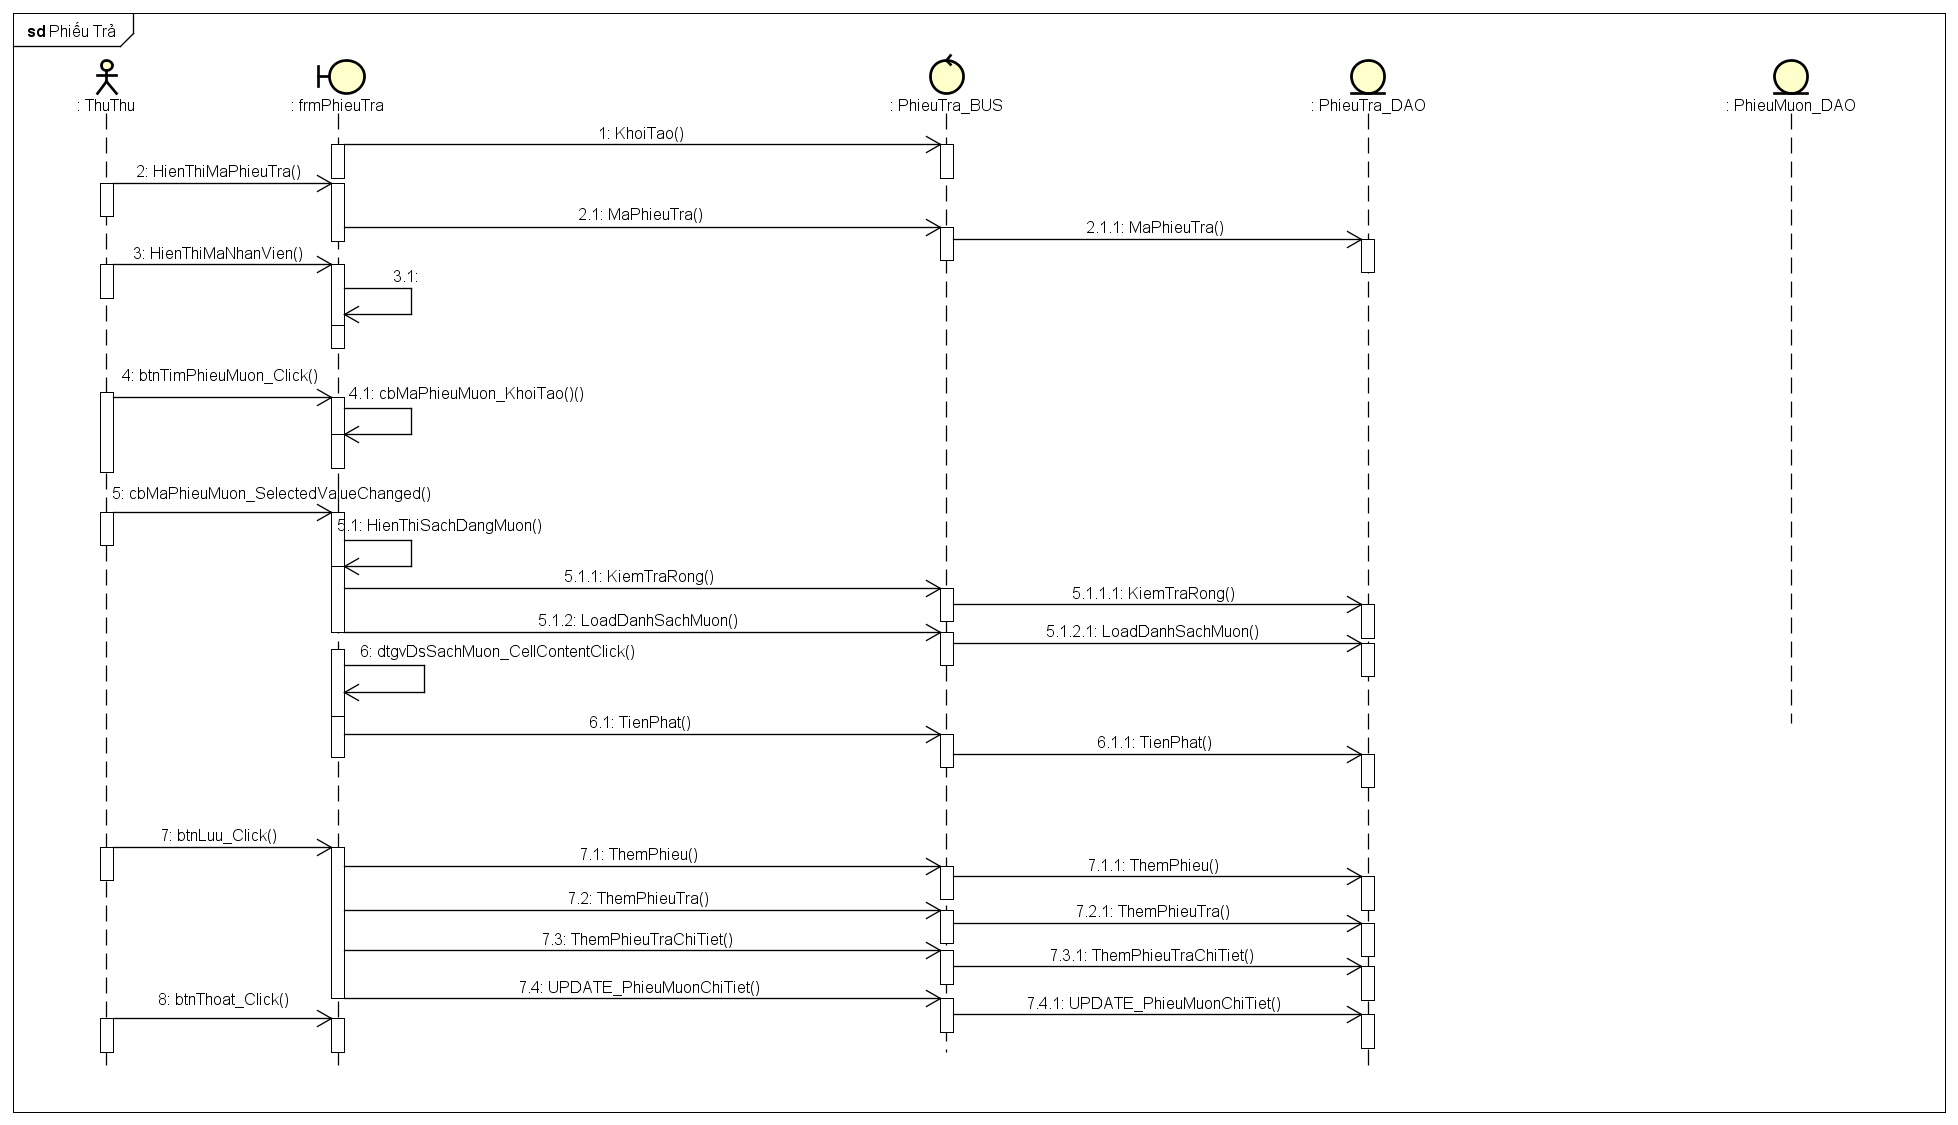 sd Phiếu Trả
: ThuThu
: frmPhieuTra
: PhieuTra_BUS
: PhieuTra_DAO
: PhieuMuon_DAO
1: KhoiTao()
2: HienThiMaPhieuTra()
2.1: MaPhieuTra()
2.1.1: MaPhieuTra()
3: HienThiMaNhanVien()
3.1:
4: btnTimPhieuMuon_Click()
4.1: cbMaPhieuMuon_KhoiTao()()
5: cbMaPhieuMuon_SelectedValueChanged()
5.1: HienThiSachDangMuon()
5.1.1: KiemTraRong()
5.1.1.1: KiemTraRong()
5.1.2: LoadDanhSachMuon()
5.1.2.1: LoadDanhSachMuon()
6: dtgvDsSachMuon_CellContentClick()
6.1: TienPhat()
6.1.1: TienPhat()
7: btnLuu_Click()
7.1: ThemPhieu()
7.1.1: ThemPhieu()
7.2: ThemPhieuTra()
7.2.1: ThemPhieuTra()
7.3: ThemPhieuTraChiTiet()
7.3.1: ThemPhieuTraChiTiet()
7.4: UPDATE_PhieuMuonChiTiet()
7.4.1: UPDATE_PhieuMuonChiTiet()
8: btnThoat_Click()